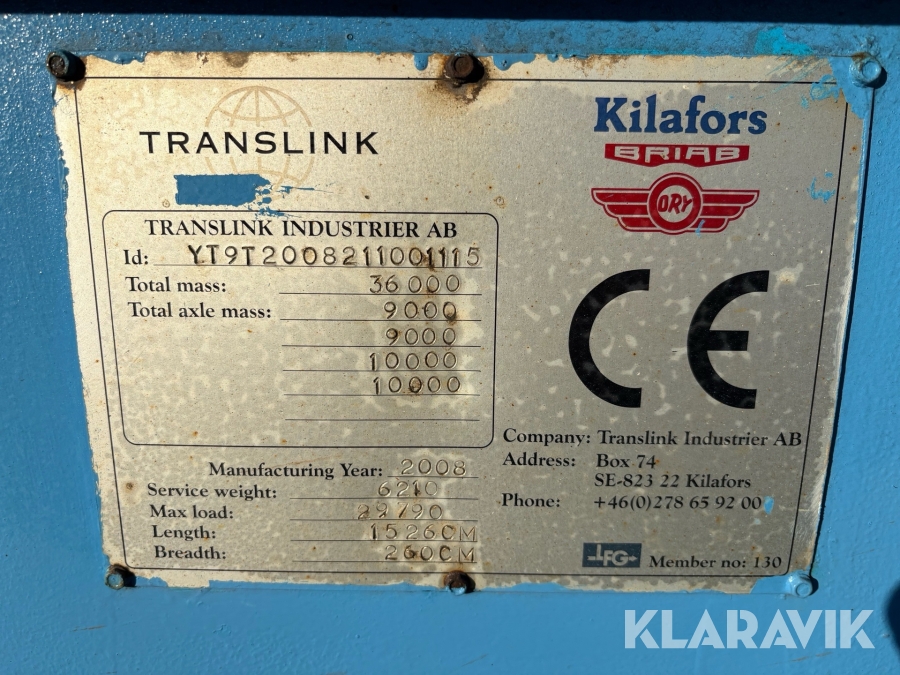 TRANSLINK
TRANSLINK INDUSTRIER AB
Id: YT9T2008211001115
Total mass: 36000
Total axle mass: 9000
9000
10000
10000
Manufacturing Year: 2008
Service weight: 6210
Max load: 29790
Length: 15260CM
Breadth: 2600CM
Kilafors
BRIAB
ORY
CE
Company: Translink Industrier AB
Address: Box 74
SE-823 22 Kilafors
Phone: +46(0)278 65 92 00
LFG Member no: 130
KLARAVIK